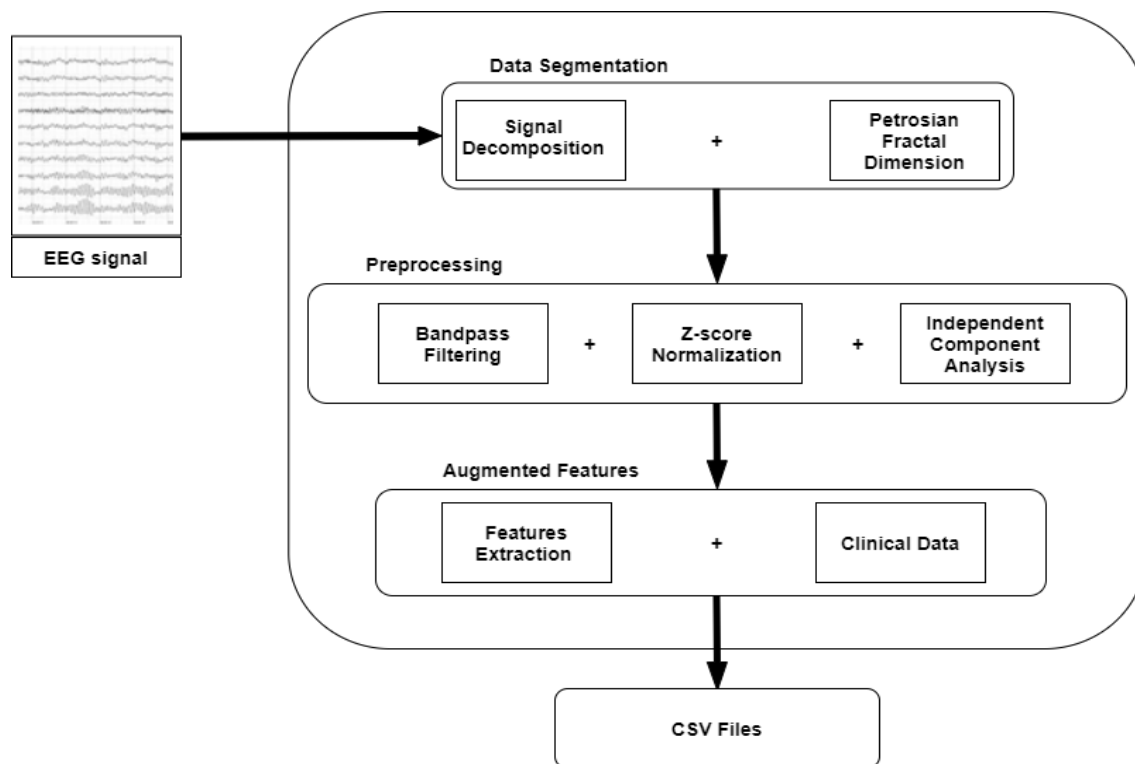 EEG signal
Data Segmentation
Signal
Decomposition
+
Petrosian
Fractal
Dimension
Preprocessing
Bandpass
Filtering
+
Z-score
Normalization
+
Independent
Component
Analysis
Augmented Features
Features
Extraction
+
Clinical Data
CSV Files